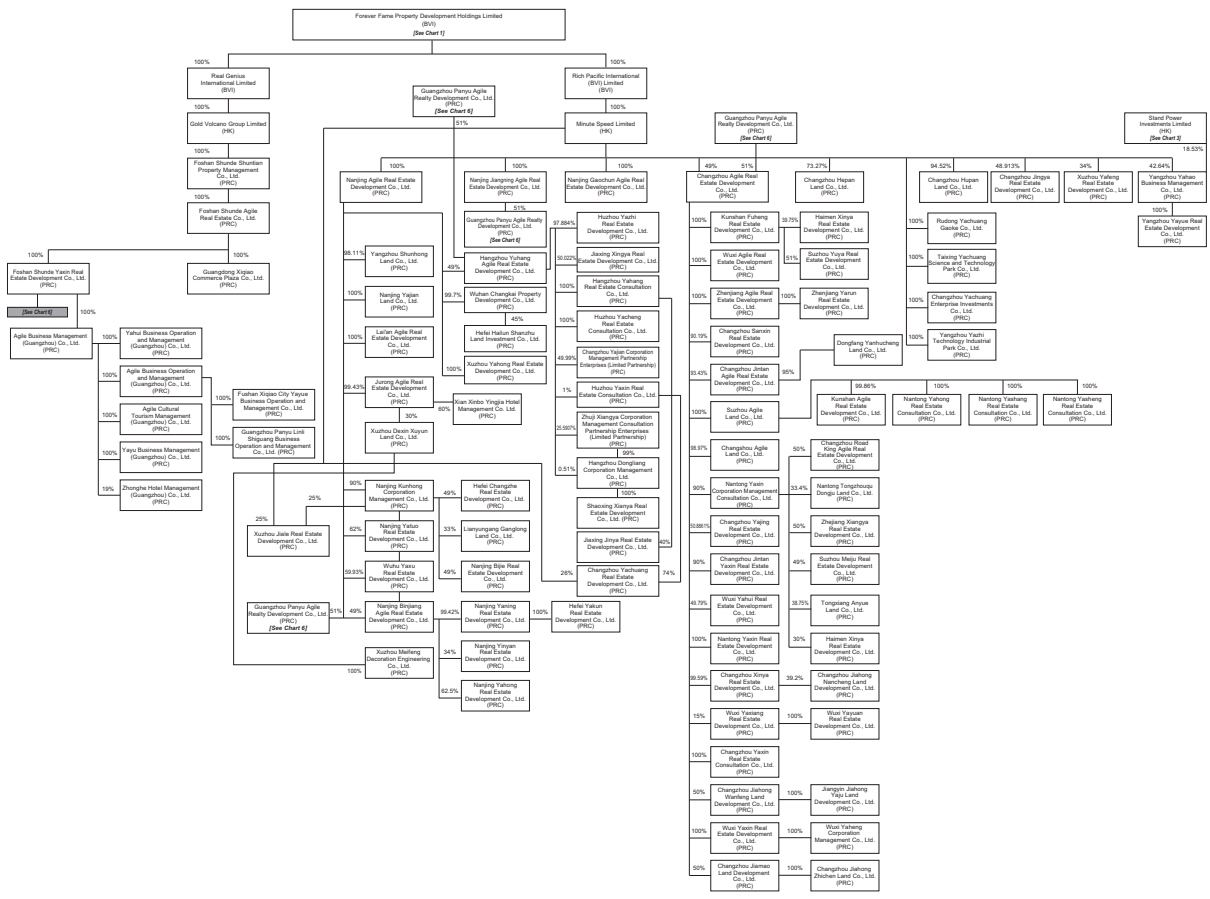 Forever Fame Property Development Holdings Limited
(BVI)
[See Chart 1]
100%
100%
Real Genius
International Limited
(BVI)
Rich Pacific International
(BVI) Limited
(BVI)
Guangzhou Panyu Agile
Realty Development Co., Ltd.
(PRC)
[See Chart 6]
100%
100%
Gold Volcano Group Limited
(HK)
51%
Minute Speed Limited
(HK)
Guangzhou Panyu Agile
Realty Development Co., Ltd.
(PRC)
[See Chart 6]
Stand Power
Investments Limited
(HK)
[See Chart 3]
18.53%
100%
Foshan Shunde Shuntian
Property Management
Co., Ltd.
(PRC)
100%
Foshan Shunde Agile
Real Estate Co., Ltd.
(PRC)
100%
100%
Foshan Shunde Yaxin Real
Estate Development Co., Ltd.
(PRC)
Guangdong Xiqiao
Commerce Plaza Co., Ltd.
(PRC)
[See Chart 6]
100%
Agile Business Management
(Guangzhou) Co., Ltd.
(PRC)
100%
Yahui Business Operation
and Management
(Guangzhou) Co., Ltd.
(PRC)
100%
Agile Business Operation
and Management
(Guangzhou) Co., Ltd.
(PRC)
100%
Fushan Xiqiao City Yayue
Business Operation and
Management Co., Ltd.
(PRC)
100%
Agile Cultural
Tourism Management
(Guangzhou) Co., Ltd.
(PRC)
100%
Guangzhou Panyu Linli
Shiguang Business
Operation and Management
Co., Ltd. (PRC)
100%
Yayu Business Management
(Guangzhou) Co., Ltd.
(PRC)
19%
Zhonghe Hotel Management
(Guangzhou) Co., Ltd.
(PRC)
100%
Nanjing Agile Real Estate
Development Co., Ltd.
(PRC)
100%
Nanjing Jiangning Agile Real
Estate Development Co., Ltd.
(PRC)
100%
Nanjing Gaochun Agile Real
Estate Development Co., Ltd.
(PRC)
51%
Guangzhou Panyu Agile Realty
Development Co., Ltd.
(PRC)
[See Chart 6]
98.11%
Yangzhou Shunhong
Land Co., Ltd.
(PRC)
49%
Hangzhou Yuhang
Agile Real Estate
Development Co., Ltd.
(PRC)
100%
Nanjing Yajian
Land Co., Ltd.
(PRC)
99.7%
Wuhan Changkai Property
Development Co., Ltd.
(PRC)
45%
Hefei Haitun Shanzhu
Land Investment Co., Ltd.
(PRC)
100%
Lai'an Agile Real
Estate Development
Co., Ltd.
(PRC)
100%
Xuzhou Yahong Real Estate
Development Co., Ltd.
(PRC)
99.43%
Jurong Agile Real
Estate Development
Co., Ltd.
(PRC)
60%
Xian Xinbo Yingjia Hotel
Management Co., Ltd.
(PRC)
30%
Xuzhou Dexin Xuyun
Land Co., Ltd.
(PRC)
25%
25%
Xuzhou Jiale Real Estate
Development Co., Ltd.
(PRC)
90%
Nanjing Kunhong
Corporation
Management Co., Ltd.
(PRC)
49%
Hefei Changzhe
Real Estate
Development Co., Ltd.
(PRC)
62%
Nanjing Yatuo
Real Estate
Development Co., Ltd.
(PRC)
33%
Lianyungang Ganglong
Land Co., Ltd.
(PRC)
59.93%
Wuhu Yaxu
Real Estate
Development Co., Ltd.
(PRC)
49%
Nanjing Bijie Real
Estate Development
Co., Ltd.
(PRC)
Guangzhou Panyu Agile
Realty Development Co., Ltd.
(PRC)
[See Chart 6]
51%
49%
Nanjing Binjiang
Agile Real Estate
Development Co., Ltd.
(PRC)
99.42%
Nanjing Yaning
Real Estate
Development Co., Ltd.
(PRC)
100%
Hefei Yakun
Real Estate
Development Co., Ltd.
(PRC)
100%
Xuzhou Meifeng
Decoration Engineering
Co., Ltd.
(PRC)
34%
Nanjing Yinyan
Real Estate
Development Co., Ltd.
(PRC)
62.5%
Nanjing Yahong
Real Estate
Development Co., Ltd.
(PRC)
97.884%
Huzhou Yazhi
Real Estate
Development Co., Ltd.
(PRC)
50.022%
Jiaxing Xingya Real
Estate Development Co., Ltd.
(PRC)
100%
Hangzhou Yahang
Real Estate
Consultation Co., Ltd.
(PRC)
100%
Huzhou Yacheng
Real Estate
Consultation Co., Ltd.
(PRC)
49.99%
Changzhou Yajian Corporation
Management Partnership
Enterprises (Limited Partnership)
(PRC)
1%
Huzhou Yaxin Real
Estate Consultation Co., Ltd.
(PRC)
Zhuji Xiangya Corporation
Management Consultation
Partnership Enterprises
(Limited Partnership)
(PRC)
99%
0.51%
Hangzhou Dongliang
Corporation Management
Co., Ltd.
(PRC)
100%
Shaoxing Xianya Real
Estate Development
Co., Ltd. (PRC)
Jiaxing Jinya Real Estate
Development Co., Ltd.
(PRC)
40%
26%
Changzhou Yachuang
Real Estate
Development Co., Ltd.
(PRC)
74%
49%
51%
Changzhou Agile Real
Estate Development
Co., Ltd.
(PRC)
73.27%
Changzhou Hepan
Land Co., Ltd.
(PRC)
94.52%
Changzhou Hupan
Land Co., Ltd.
(PRC)
48.913%
Changzhou Jingya
Real Estate
Development Co., Ltd.
(PRC)
34%
Xuzhou Yafeng
Real Estate
Development Co., Ltd.
(PRC)
42.64%
Yangzhou Yahao
Business Management
Co., Ltd.
(PRC)
100%
Yangzhou Yayue Real
Estate Co., Ltd.
(PRC)
100%
Kunshan Fuheng
Real Estate
Development Co., Ltd.
(PRC)
39.75%
Haimen Xinya
Real Estate
Development Co., Ltd.
(PRC)
100%
Rudong Yachuang
Gaoke Co., Ltd.
(PRC)
100%
Wuxi Agile Real
Estate Development
Co., Ltd.
(PRC)
51%
Suzhou Yuya Real Estate
Development Co., Ltd.
(PRC)
100%
Taixing Yachuang
Science and Technology
Park Co., Ltd.
(PRC)
100%
Zhenjiang Agile Real
Estate Development
Co., Ltd.
(PRC)
100%
Zhenjiang Yarun
Real Estate
Development Co., Ltd.
(PRC)
100%
Changzhou Yachuang
Enterprise Investments
Co., Ltd.
(PRC)
90.19%
Changzhou Sanxin
Real Estate
Development Co., Ltd.
(PRC)
Dongfang Yanhucheng
Land Co., Ltd.
(PRC)
100%
Yangzhou Yazhi
Technology Industrial
Park Co., Ltd.
(PRC)
93.43%
Changzhou Jintan
Agile Real Estate
Development Co., Ltd.
(PRC)
95%
100%
Suzhou Agile
Land Co., Ltd.
(PRC)
99.86%
Kunshan Agile
Real Estate
Development Co., Ltd.
(PRC)
100%
Nantong Yahong
Real Estate
Consultation Co., Ltd.
(PRC)
100%
Nantong Yashang
Real Estate
Consultation Co., Ltd.
(PRC)
100%
Nantong Yasheng
Real Estate
Consultation Co., Ltd.
(PRC)
98.97%
Changshou Agile
Land Co., Ltd.
(PRC)
50%
Changzhou Road
King Agile Real
Estate Development
Co., Ltd.
(PRC)
90%
Nantong Yaxin
Corporation Management
Consultation Co., Ltd.
(PRC)
33.4%
Nantong Tongzhouqu
Dongju Land Co., Ltd.
(PRC)
Changzhou Yajing
Real Estate
Development Co., Ltd.
(PRC)
50%
Zhejiang Xiangya
Real Estate
Development Co., Ltd.
(PRC)
90%
Changzhou Jintan
Yaxin Real Estate
Development Co., Ltd.
(PRC)
49%
Suzhou Meiju Real
Estate Development
Co., Ltd.
(PRC)
49.79%
Wuxi Yahui Real
Estate Development
Co., Ltd.
(PRC)
38.75%
Tongxiang Anyue
Land Co., Ltd.
(PRC)
100%
Nantong Yaxin Real
Estate Development
Co., Ltd.
(PRC)
30%
Haimen Xinya
Real Estate
Development Co., Ltd.
(PRC)
99.59%
Changzhou Xinya
Real Estate
Development Co., Ltd.
(PRC)
39.2%
Changzhou Jiahong
Nancheng Land
Development Co., Ltd.
(PRC)
15%
Wuxi Yaxiang
Real Estate
Development Co., Ltd.
(PRC)
100%
Wuxi Yayuan
Real Estate
Development Co., Ltd.
(PRC)
100%
Changzhou Yaxin
Real Estate
Consultation Co., Ltd.
(PRC)
50%
Changzhou Jiahong
Wanfeng Land
Development Co., Ltd.
(PRC)
100%
Jiangyin Jiahong
Yaju Land
Development Co., Ltd.
(PRC)
100%
Wuxi Yaxin Real
Estate Development
Co., Ltd.
(PRC)
100%
Wuxi Yaheng
Corporation
Management Co., Ltd.
(PRC)
50%
Changzhou Jiamao
Land Development
Co., Ltd.
(PRC)
100%
Changzhou Jiahong
Zhichen Land Co., Ltd.
(PRC)